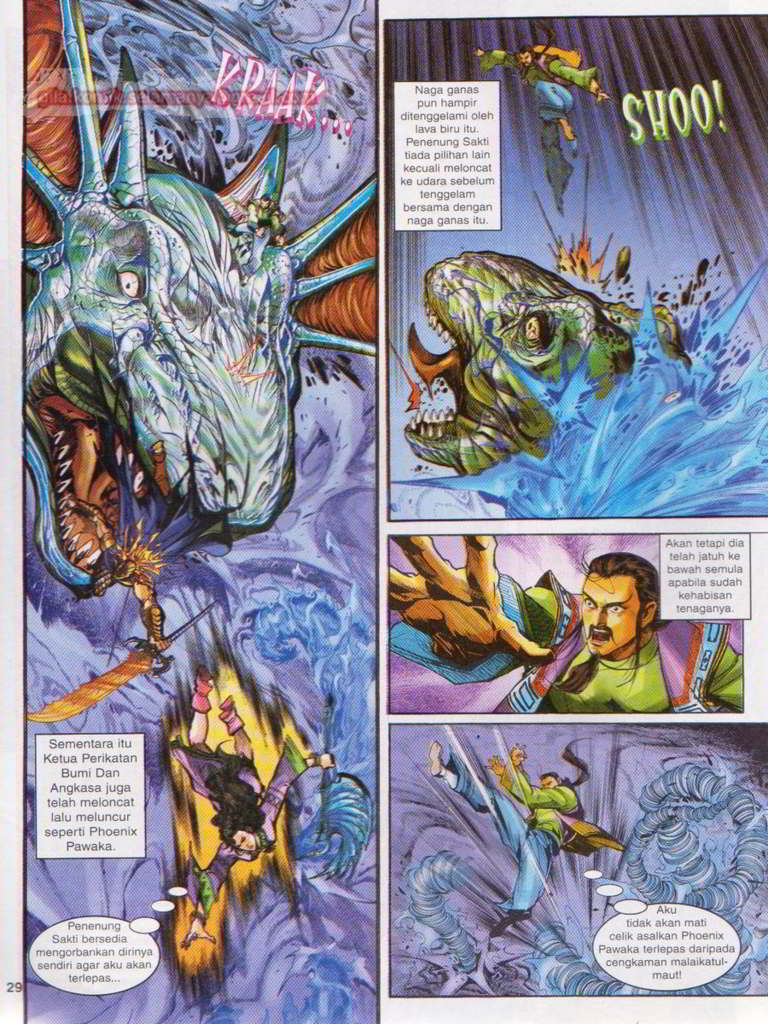 KRAAK...
Sementara itu
Ketua Perikatan
Bumi Dan
Angkasa juga
telah meloncat
lalu meluncur
seperti Phoenix
Pawaka.
Penenung
Sakti bersedia
mengorbankan dirinya
sendiri agar aku akan
terlepas...
29
Naga ganas
pun hampir
ditenggelami oleh
lava biru itu.
Penenung Sakti
tiada pilihan lain
kecuali meloncat
ke udara sebelum
tenggelam
bersama dengan
naga ganas itu.
SHOO!
Akan tetapi dia
telah jatuh ke
bawah semula
apabila sudah
kehabisan
tenaganya.
Aku
tidak akan mati
celik asalkan Phoenix
Pawaka terlepas daripada
cengkaman malaikatul-
maut!